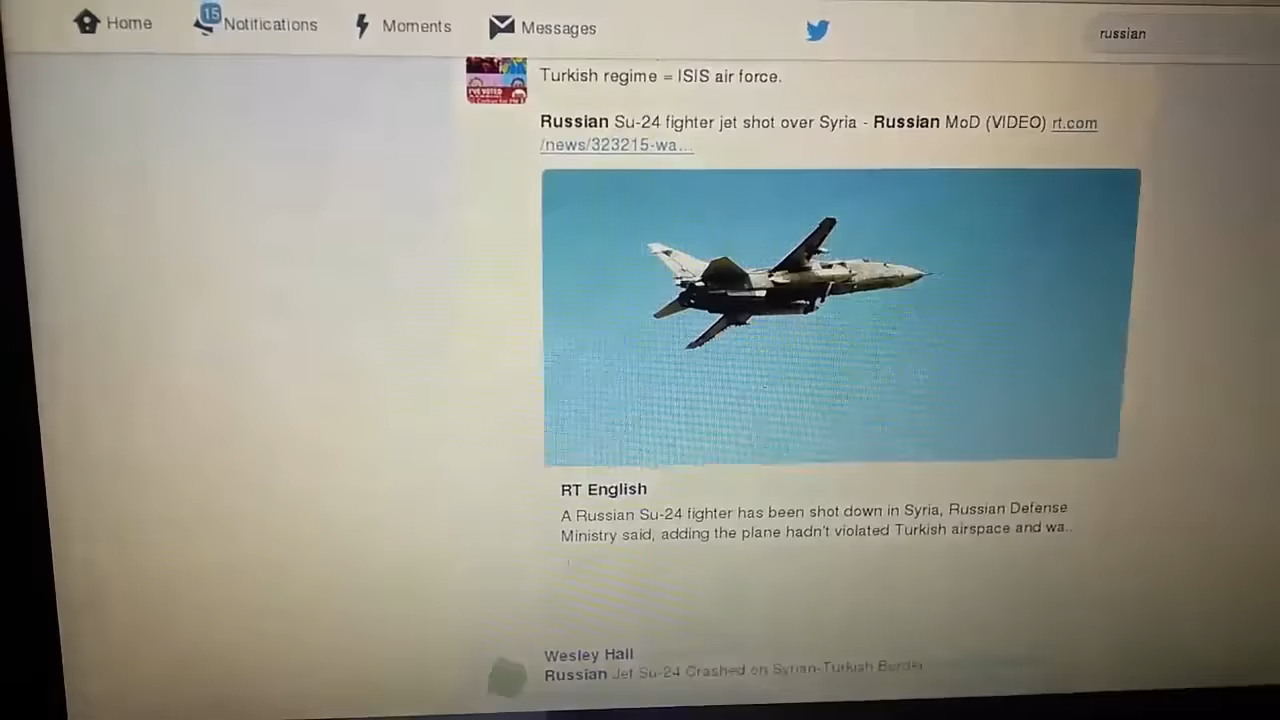 Home
15
Notifications
Moments
Messages
russian
Turkish regime = ISIS air force.
Russian Su-24 fighter jet shot over Syria - Russian MoD (VIDEO) rt.com
/news/323215-wa...
I'VE VOTED
RT English
A Russian Su-24 fighter has been shot down in Syria, Russian Defense
Ministry said, adding the plane hadn't violated Turkish airspace and wa..
Wesley Hall
Russian Jet Su-24 Crashed on Syrian-Turkish Border